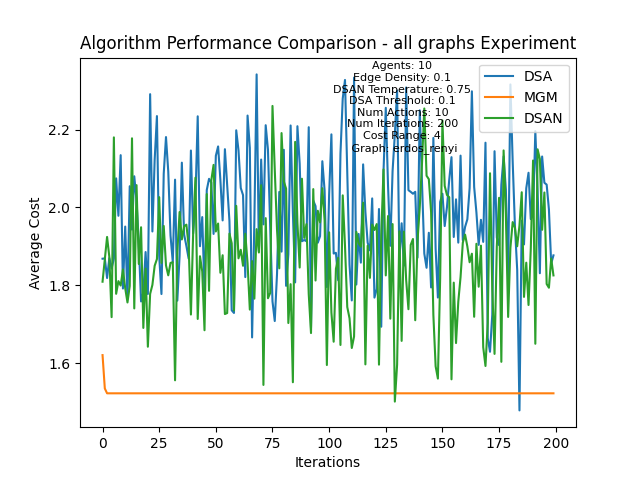 Algorithm Performance Comparison - all graphs Experiment
Agents: 10
Edge Density: 0.1
DSAN Temperature: 0.75
DSA Threshold: 0.1
Num Actions: 10
Num Iterations: 200
Cost Range: 4
Graph: erdos_renyi
DSA
MGM
DSAN
Average Cost
2.2
2.0
1.8
1.6
0
25
50
75
100
125
150
175
200
Iterations